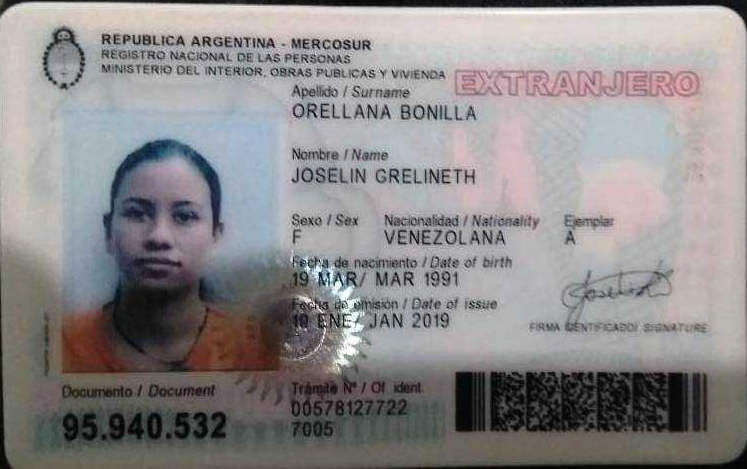 REPUBLICA ARGENTINA - MERCOSUR
REGISTRO NACIONAL DE LAS PERSONAS
MINISTERIO DEL INTERIOR, OBRAS PUBLICAS Y VIVIENDA
EXTRANJERO
Apellido / Surname
ORELLANA BONILLA
Nombre / Name
JOSELIN GRELINETH
Sexo / Sex Nacionalidad / Nationality Ejemplar
F VENEZOLANA A
Fecha de nacimiento / Date of birth
19 MAR/ MAR 1991
Fecha de emisión / Date of issue
10 ENE/ JAN 2019
FIRMA IDENTIFICADO/ SIGNATURE
Documento / Document
95.940.532
Trámite Nº / Of. ident.
00578127722
7005